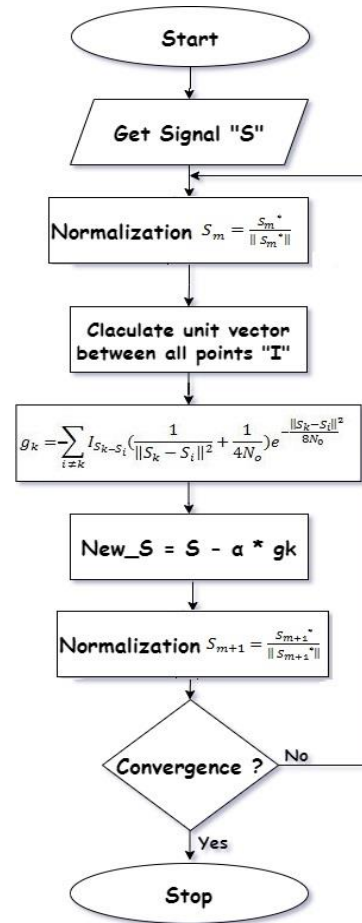 Start
Get Signal "S"
Normalization S_m = S_m^* / || S_m^* ||
Claculate unit vector
between all points "I"
g_k = -∑_{i≠k} I_{S_k-S_i} ( 1 / ||S_k - S_i||^2 + 1 / 4N_o ) e^{- ||S_k-S_i||^2 / 8N_0}
New_S = S - α * gk
Normalization S_{m+1} = S_{m+1}^* / || S_{m+1}^* ||
Convergence ?
No
Yes
Stop